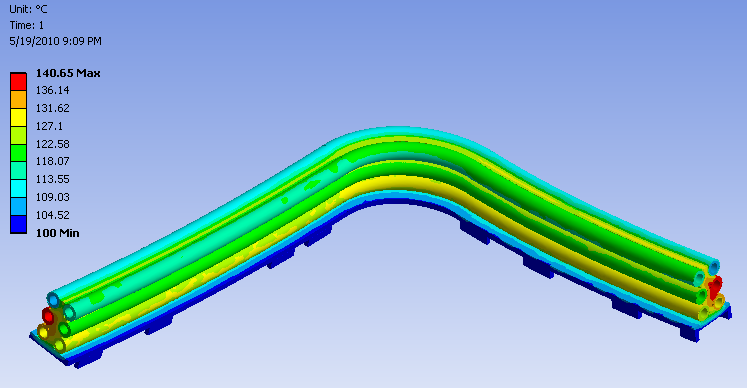 Unit: °C
Time: 1
5/19/2010 9:09 PM
140.65 Max
136.14
131.62
127.1
122.58
118.07
113.55
109.03
104.52
100 Min